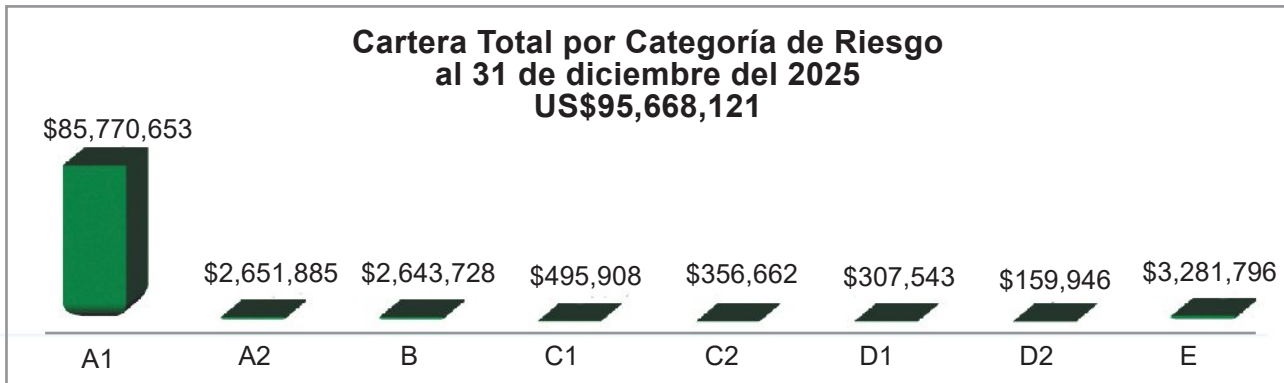 Cartera Total por Categoría de Riesgo
al 31 de diciembre del 2025
US$95,668,121
$85,770,653
$2,651,885
$2,643,728
$495,908
$356,662
$307,543
$159,946
$3,281,796
A1
A2
B
C1
C2
D1
D2
E